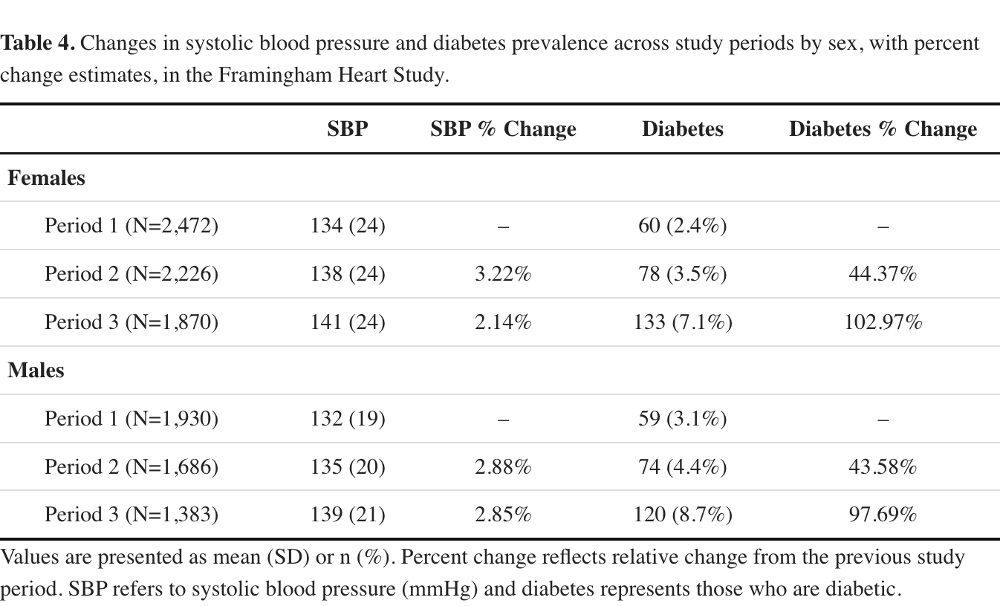 Table 4. Changes in systolic blood pressure and diabetes prevalence across study periods by sex, with percent
change estimates, in the Framingham Heart Study.
SBP SBP % Change Diabetes Diabetes % Change
Females
Period 1 (N=2,472) 134 (24) – 60 (2.4%) –
Period 2 (N=2,226) 138 (24) 3.22% 78 (3.5%) 44.37%
Period 3 (N=1,870) 141 (24) 2.14% 133 (7.1%) 102.97%
Males
Period 1 (N=1,930) 132 (19) – 59 (3.1%) –
Period 2 (N=1,686) 135 (20) 2.88% 74 (4.4%) 43.58%
Period 3 (N=1,383) 139 (21) 2.85% 120 (8.7%) 97.69%
Values are presented as mean (SD) or n (%). Percent change reflects relative change from the previous study
period. SBP refers to systolic blood pressure (mmHg) and diabetes represents those who are diabetic.